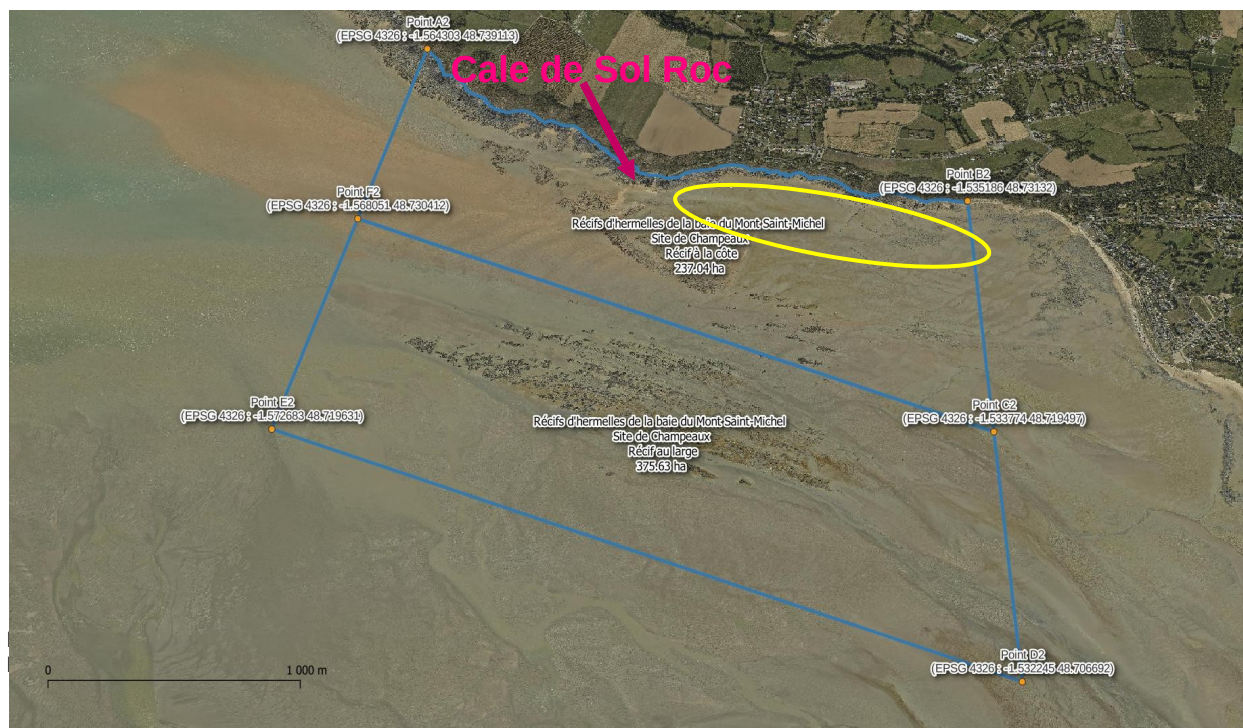 Point A2
(EPSG 4326 : -1.564303 48.739113)
Cale de Sol Roc
Point B2
(EPSG 4326 : -1.535186 48.73132)
Point F2
(EPSG 4326 : -1.568051 48.730412)
Récifs d'hermelles de la baie du Mont Saint-Michel
Site de Champeaux
Récif à la côte
237.04 ha
Point E2
(EPSG 4326 : -1.572683 48.719631)
Point C2
(EPSG 4326 : -1.533774 48.719497)
Récifs d'hermelles de la baie du Mont Saint-Michel
Site de Champeaux
Récif au large
375.63 ha
Point D2
(EPSG 4326 : -1.532245 48.706692)
0 1 000 m